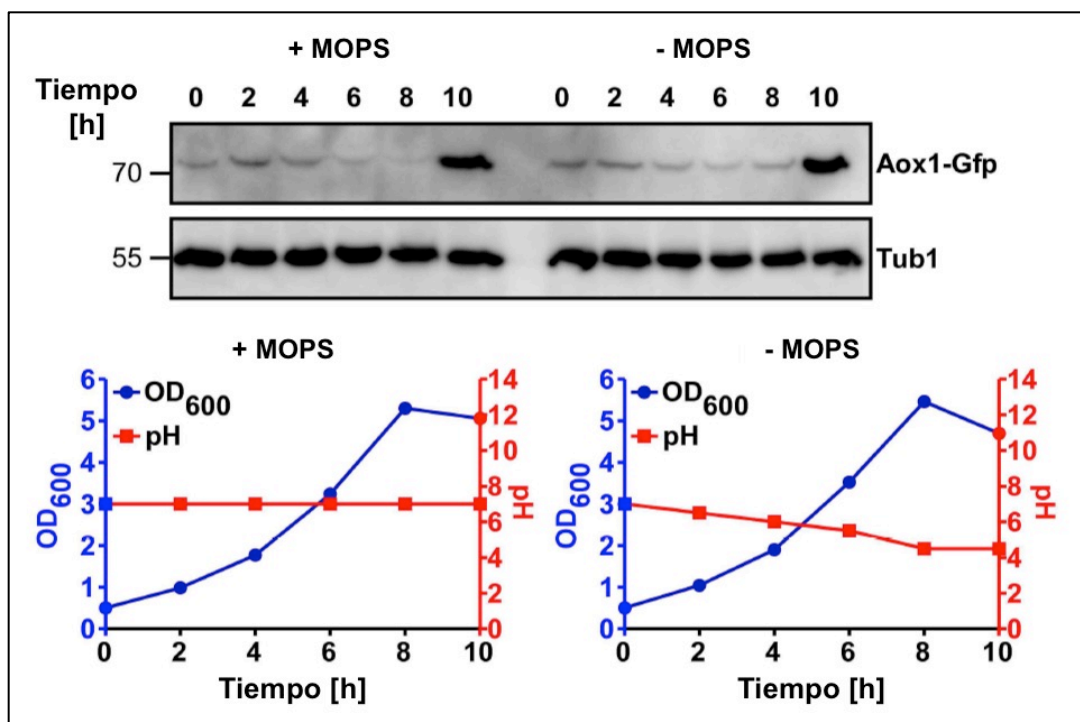 + MOPS - MOPS
Tiempo [h] 0 2 4 6 8 10 0 2 4 6 8 10
70 Aox1-Gfp
55 Tub1
+ MOPS
OD600
pH
6
5
4
3
2
1
0
OD600
14
12
10
8
6
4
2
0
pH
0 2 4 6 8 10
Tiempo [h]
- MOPS
OD600
pH
6
5
4
3
2
1
0
OD600
14
12
10
8
6
4
2
0
pH
0 2 4 6 8 10
Tiempo [h]